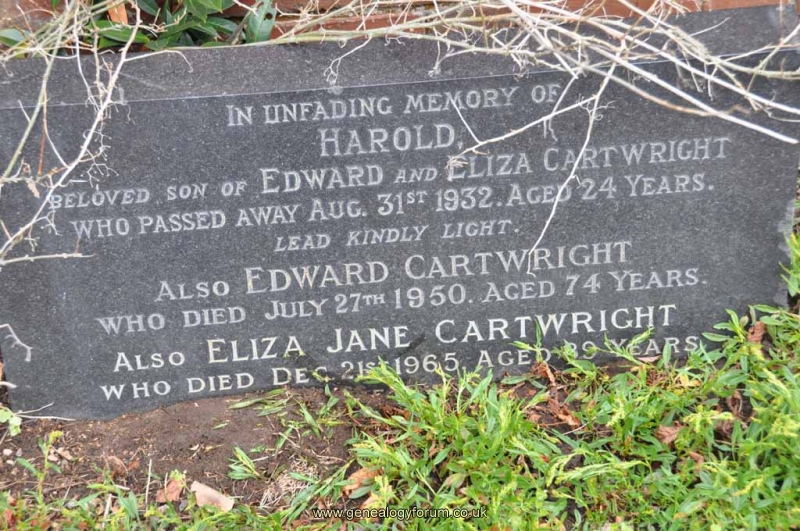 IN UNFADING MEMORY OF
HAROLD,
BELOVED SON OF EDWARD AND ELIZA CARTWRIGHT
WHO PASSED AWAY AUG. 31ST 1932. AGED 24 YEARS.
LEAD KINDLY LIGHT.
ALSO EDWARD CARTWRIGHT
WHO DIED JULY 27TH 1950. AGED 74 YEARS.
ALSO ELIZA JANE CARTWRIGHT
WHO DIED DEC. 21ST 1965. AGED 89 YEARS.
www.genealogyforum.co.uk